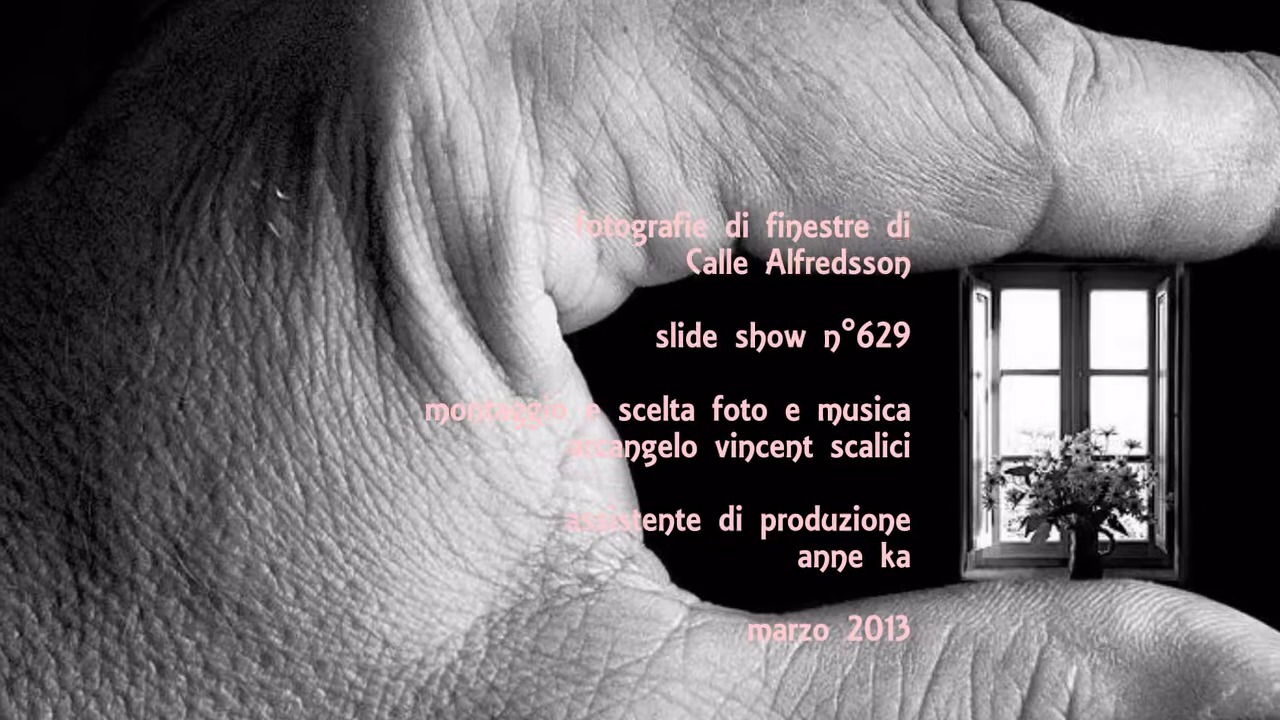 fotografie di finestre di
Calle Alfredsson
slide show n°629
montaggio e scelta foto e musica
arcangelo vincent scalici
assistente di produzione
anne ka
marzo 2013